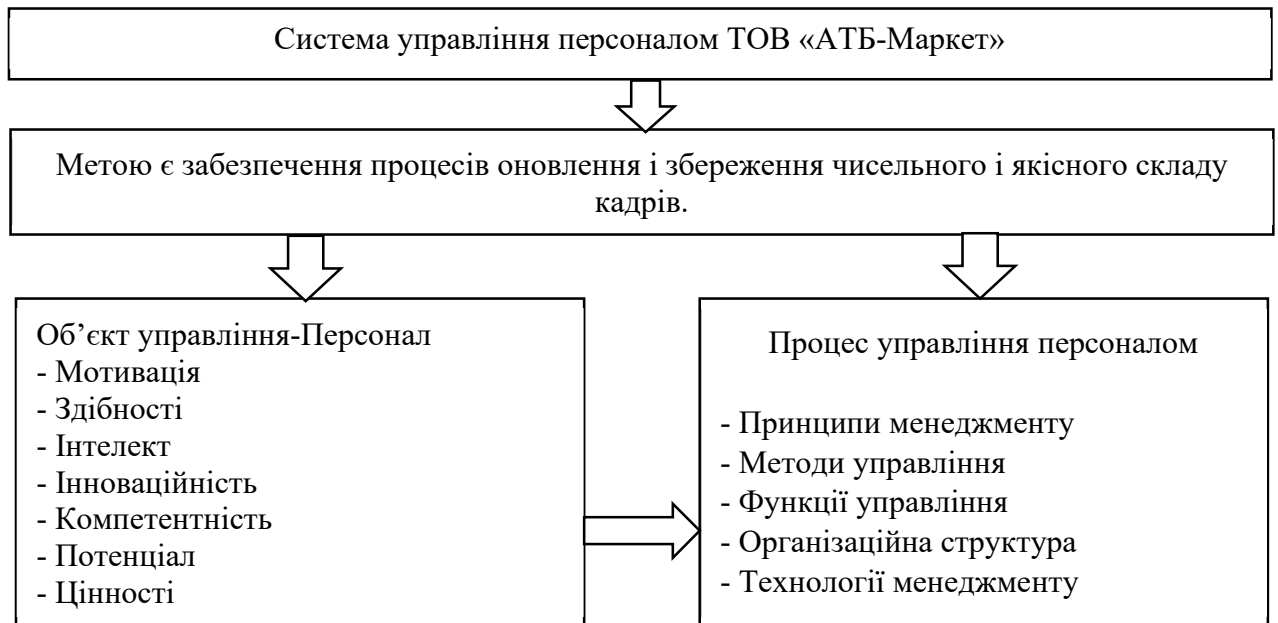 Система управління персоналом ТОВ «АТБ-Маркет»
Метою є забезпечення процесів оновлення і збереження чисельного і якісного складу
кадрів.
Об’єкт управління-Персонал
- Мотивація
- Здібності
- Інтелект
- Інноваційність
- Компетентність
- Потенціал
- Цінності
Процес управління персоналом
- Принципи менеджменту
- Методи управління
- Функції управління
- Організаційна структура
- Технології менеджменту